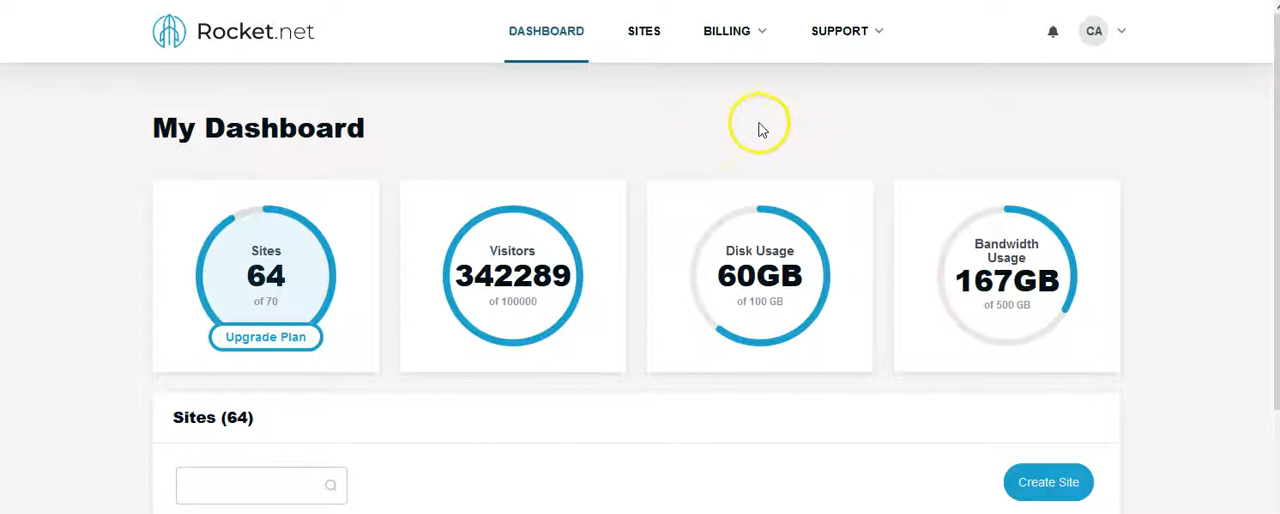 Rocket.net
DASHBOARD
SITES
BILLING
SUPPORT
CA
My Dashboard
Sites
64
of 70
Upgrade Plan
Visitors
342289
of 100000
Disk Usage
60GB
of 100 GB
Bandwidth
Usage
167GB
of 500 GB
Sites (64)
Create Site